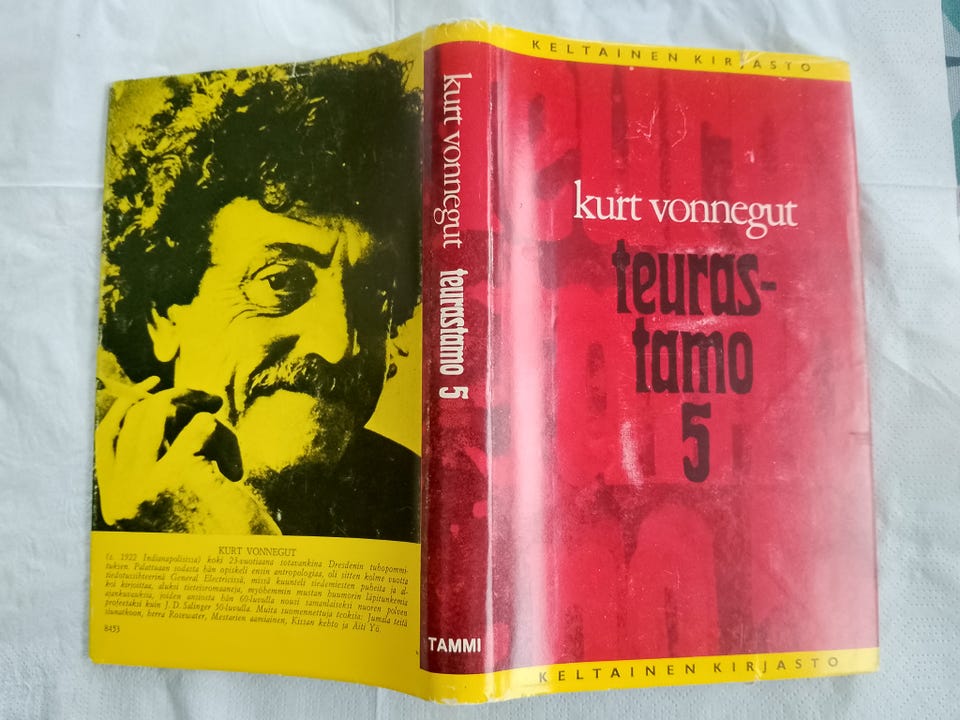 KELTAINEN KIRJASTO
kurt vonnegut
teuras-
tamo
5
KELTAINEN KIRJASTO
kurt vonnegut teurastamo 5
TAMMI
KURT VONNEGUT
(s. 1922 Indianapolisissa) koki 23-vuotiaana sotavankina Dresdenin tuhopommi-
tuksen. Palattuaan sodasta hän opiskeli ensin antropologiaa, oli sitten kolme vuotta
tiedotussihteerinä General Electricissä, missä kuunteli tiedemiesten puheita ja al-
koi kirjoittaa, aluksi tieteisromaaneja, myöhemmin mustan huumorin läpitunkemia
ajankuvauksia, joiden ansiosta hän 60-luvulla nousi samanlaiseksi nuoren polven
profeetaksi kuin J. D. Salinger 50-luvulla. Muita suomennettuja teoksia: Jumala teitä
siunatkoon, herra Rosewater, Mestarien aamiainen, Kissan kehto ja Äiti Yö.
8453